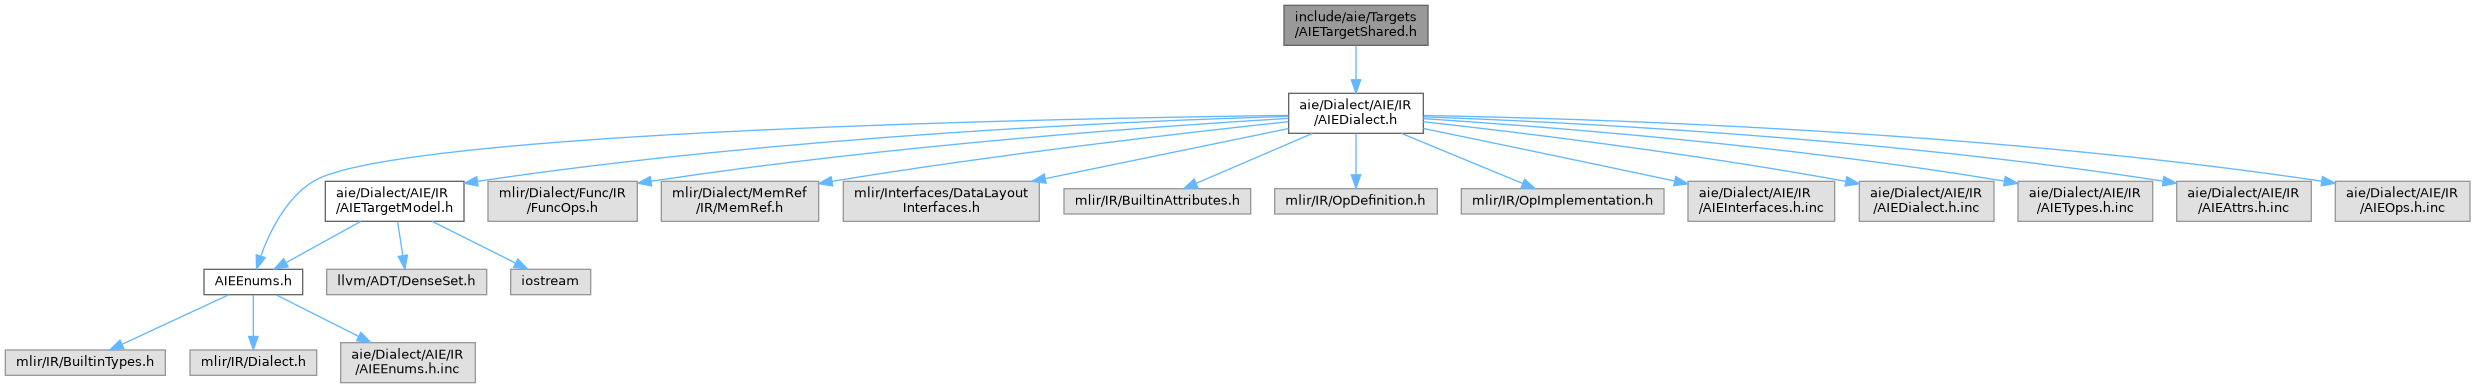 include/aie/Targets
/AIETargetShared.h
aie/Dialect/AIE/IR
/AIEDialect.h
aie/Dialect/AIE/IR
/AIETargetModel.h
mlir/Dialect/Func/IR
/FuncOps.h
mlir/Dialect/MemRef
/IR/MemRef.h
mlir/Interfaces/DataLayout
Interfaces.h
mlir/IR/BuiltinAttributes.h
mlir/IR/OpDefinition.h
mlir/IR/OpImplementation.h
aie/Dialect/AIE/IR
/AIEInterfaces.h.inc
aie/Dialect/AIE/IR
/AIEDialect.h.inc
aie/Dialect/AIE/IR
/AIETypes.h.inc
aie/Dialect/AIE/IR
/AIEAttrs.h.inc
aie/Dialect/AIE/IR
/AIEOps.h.inc
AIEEnums.h
llvm/ADT/DenseSet.h
iostream
mlir/IR/BuiltinTypes.h
mlir/IR/Dialect.h
aie/Dialect/AIE/IR
/AIEEnums.h.inc